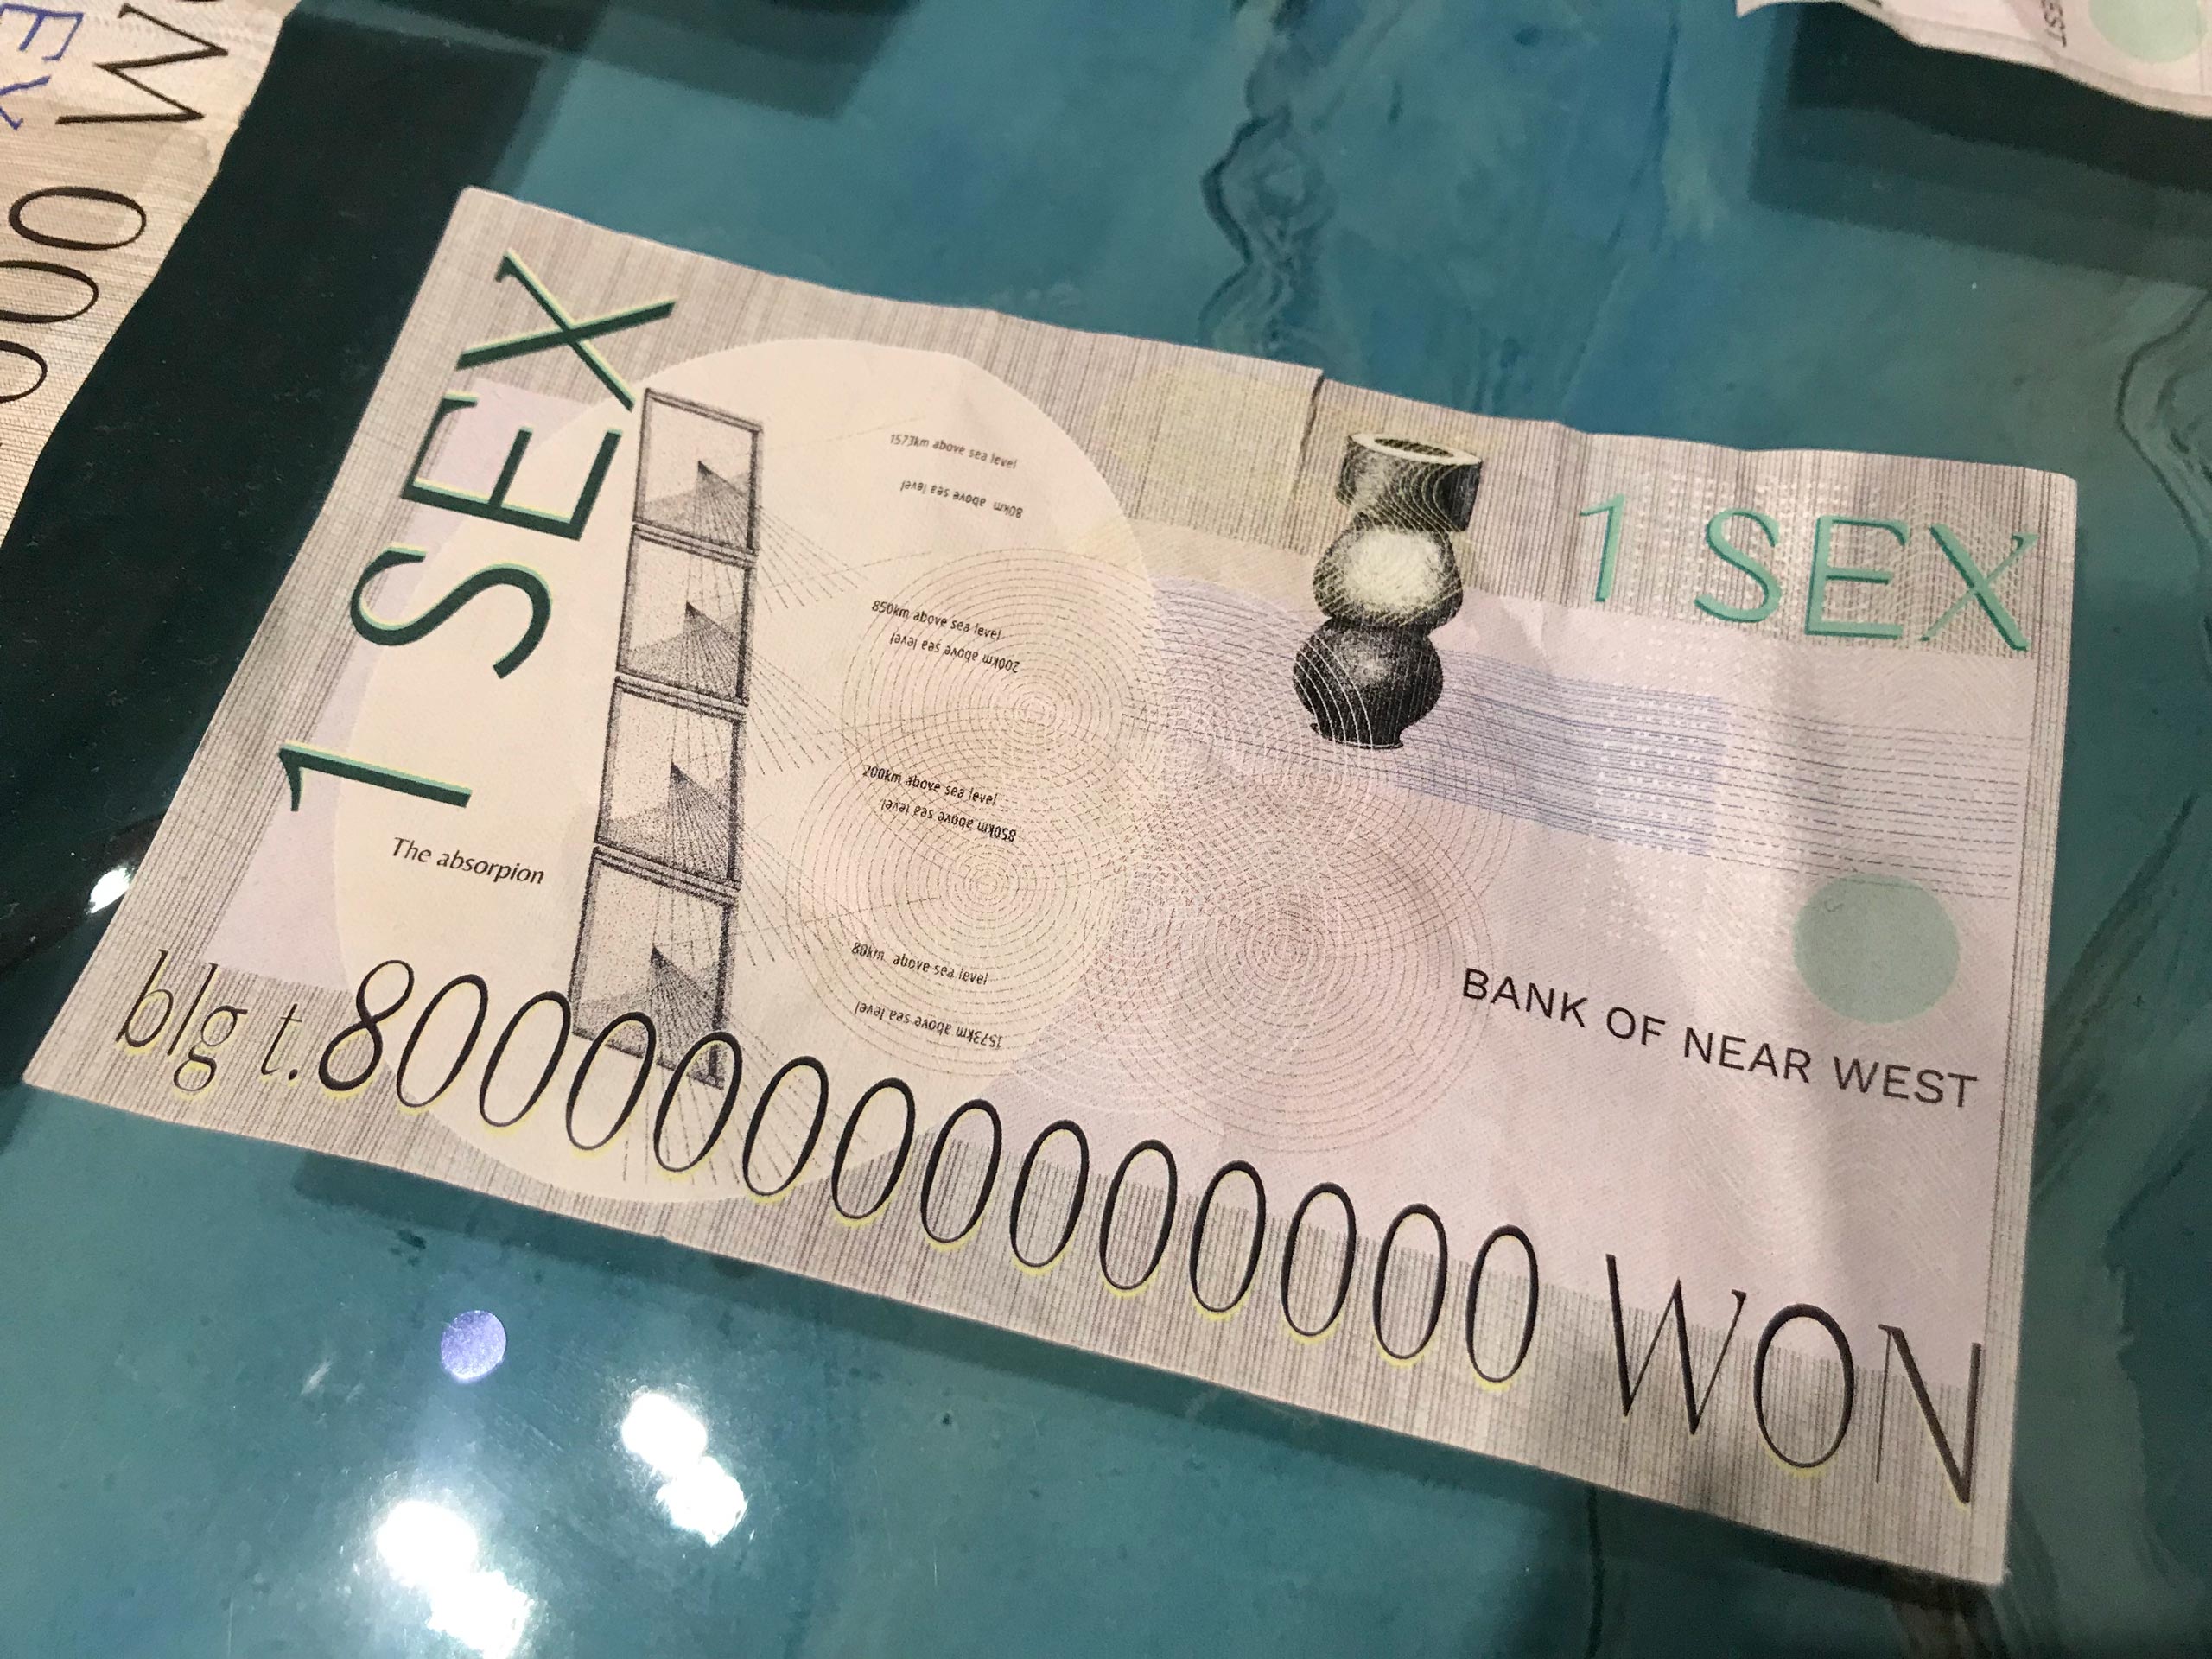 1 SEX
1573km above sea level
80km above sea level
1 SEX
850km above sea level
200km above sea level
200km above sea level
850km above sea level
The absorpion
80km above sea level
1573km above sea level
BANK OF NEAR WEST
blg t.80000000000000 WON